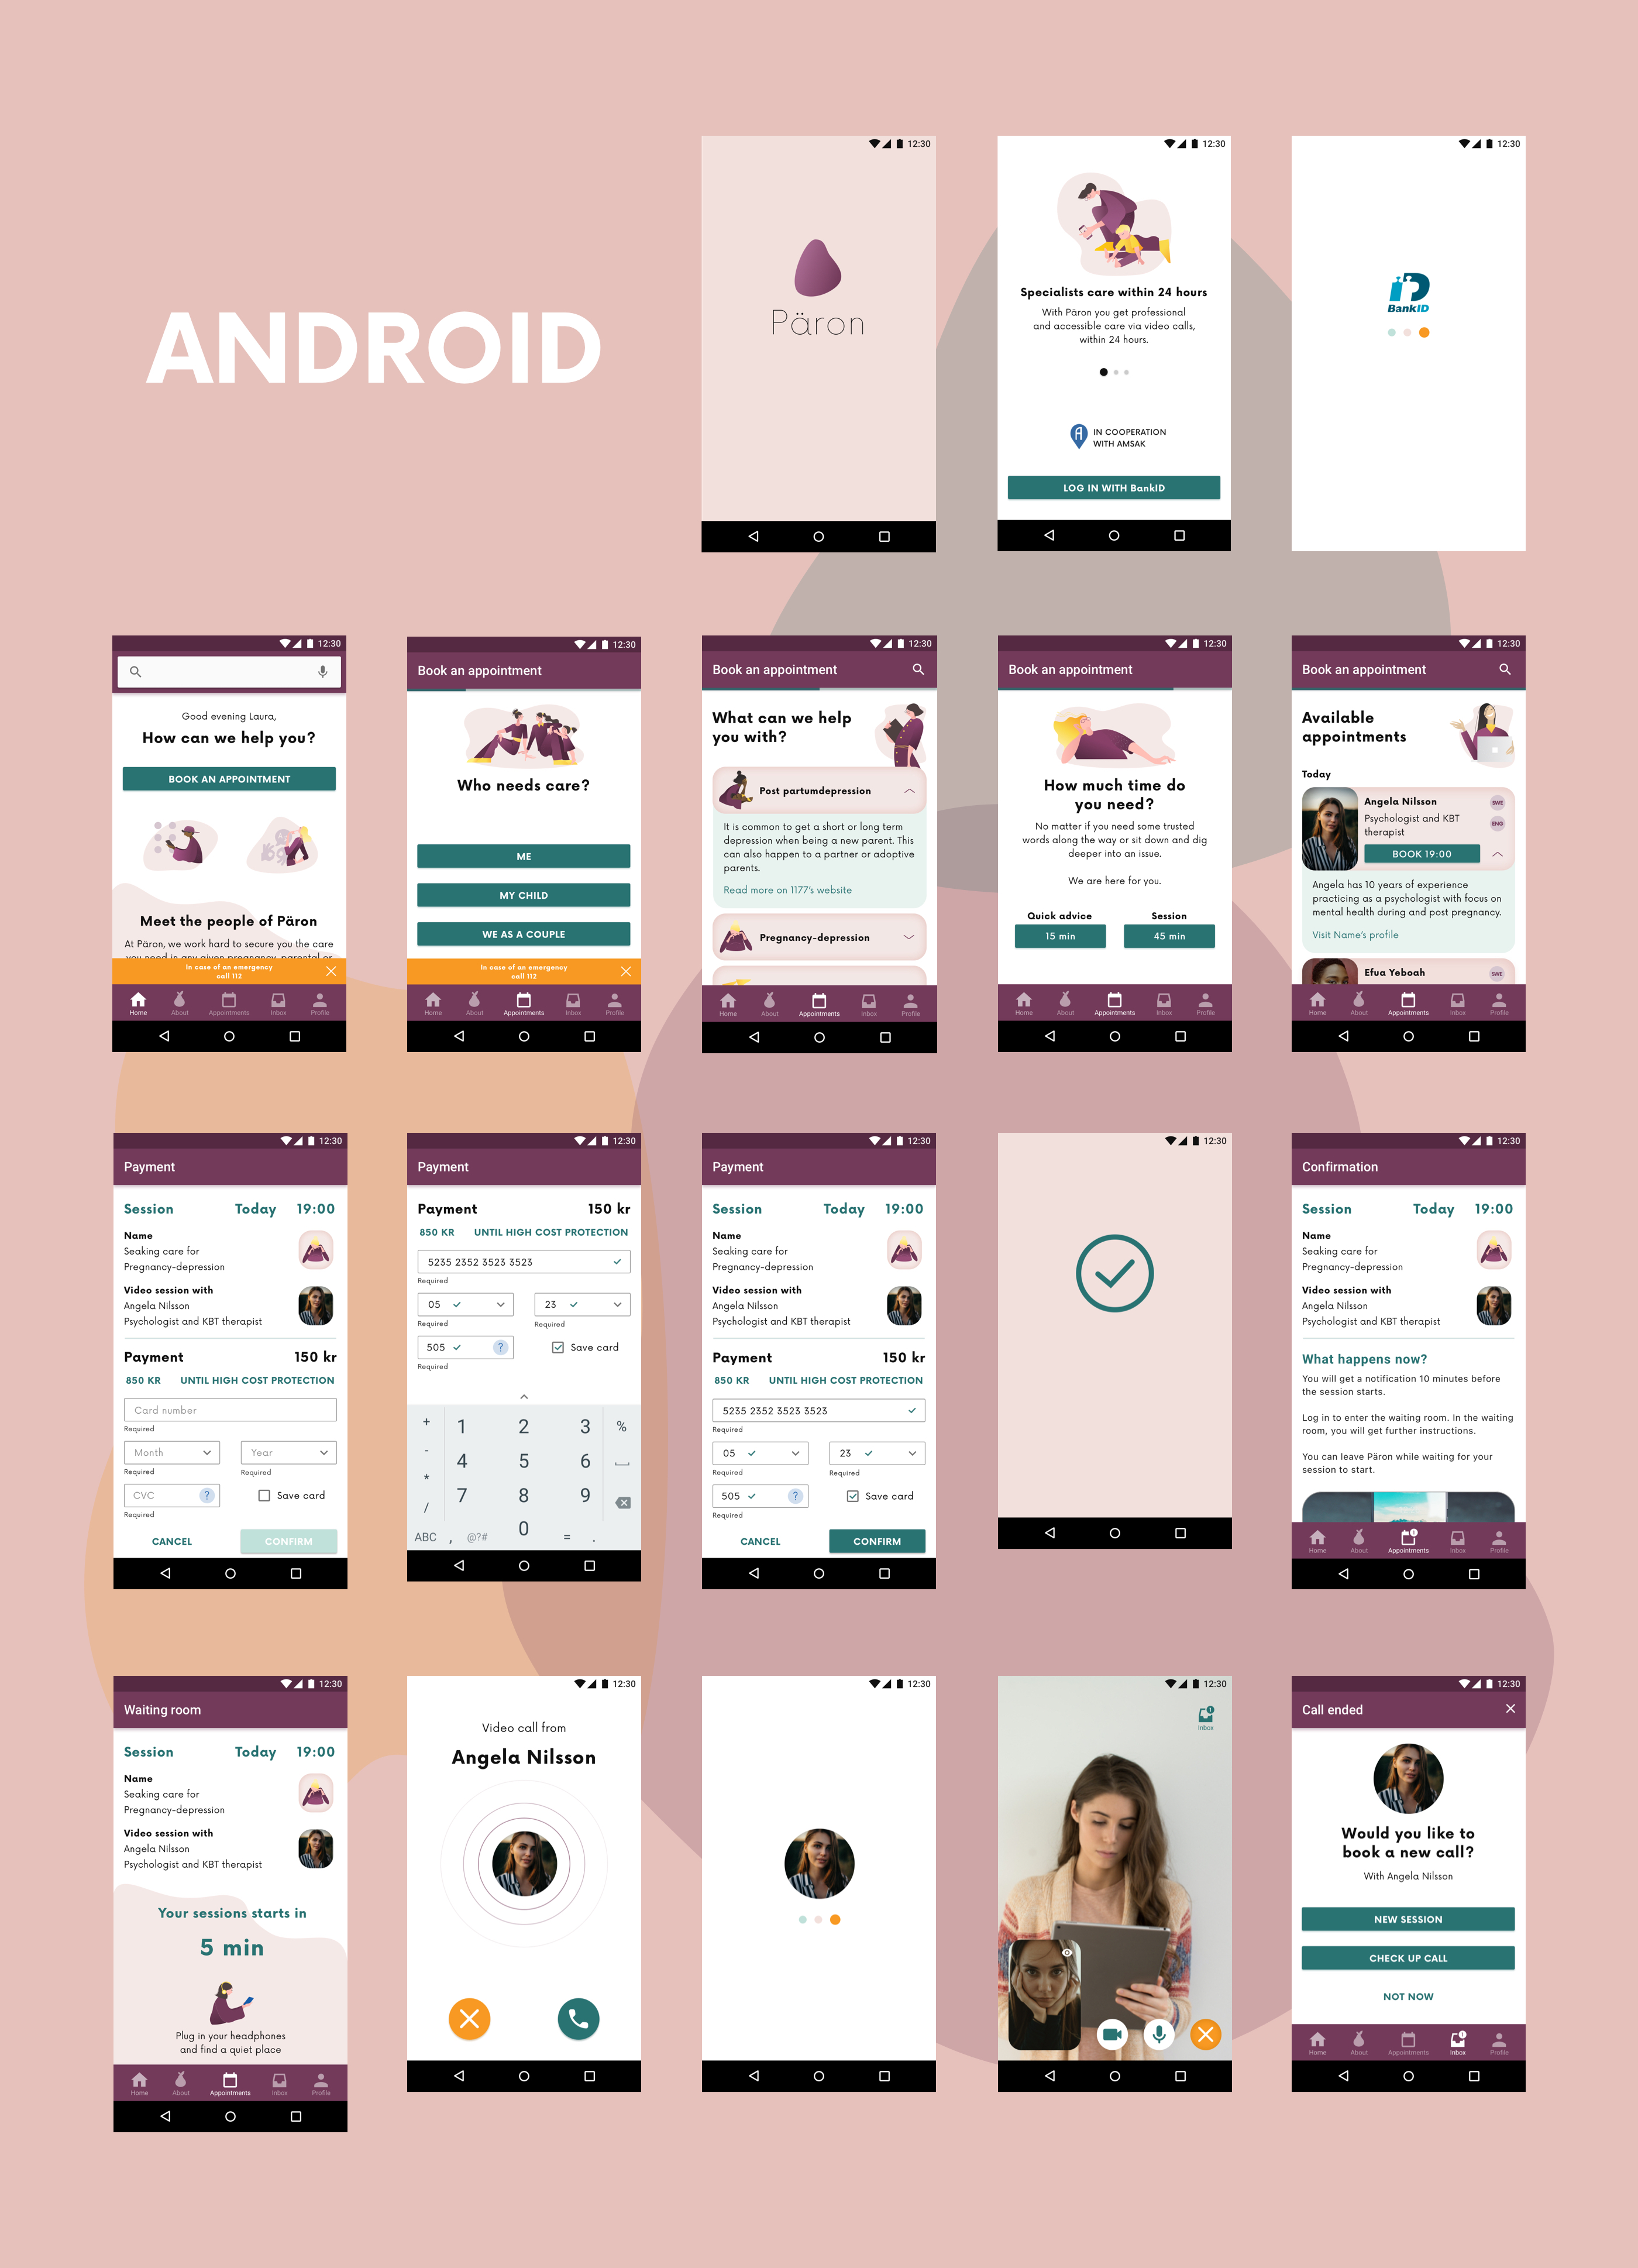 ANDROID
12:30
Päron
12:30
Specialists care within 24 hours
With Päron you get professional
and accessible care via video calls,
within 24 hours.
IN COOPERATION
WITH AMSAK
LOG IN WITH BankID
12:30
BankID
12:30
Good evening Laura,
How can we help you?
BOOK AN APPOINTMENT
Meet the people of Päron
At Päron, we work hard to secure you the care
you need in any given pregnancy, parental or
In case of an emergency
call 112
Home About Appointments Inbox Profile
12:30
Book an appointment
Who needs care?
ME
MY CHILD
WE AS A COUPLE
In case of an emergency
call 112
Home About Appointments Inbox Profile
12:30
Book an appointment
What can we help
you with?
Post partumdepression
It is common to get a short or long term
depression when being a new parent. This
can also happen to a partner or adoptive
parents.
Read more on 1177's website
Pregnancy-depression
Home About Appointments Inbox Profile
12:30
Book an appointment
How much time do
you need?
No matter if you need some trusted
words along the way or sit down and dig
deeper into an issue.
We are here for you.
Quick advice Session
15 min 45 min
Home About Appointments Inbox Profile
12:30
Book an appointment
Available
appointments
Today
Angela Nilsson SWE
Psychologist and KBT ENG
therapist
BOOK 19:00
Angela has 10 years of experience
practicing as a psychologist with focus on
mental health during and post pregnancy.
Visit Name's profile
Efua Yeboah SWE
Home About Appointments Inbox Profile
12:30
Payment
Session Today 19:00
Name
Seaking care for
Pregnancy-depression
Video session with
Angela Nilsson
Psychologist and KBT therapist
Payment 150 kr
850 KR UNTIL HIGH COST PROTECTION
Card number
Required
Month Year
Required Required
CVC ? Save card
Required
CANCEL CONFIRM
12:30
Payment
Payment 150 kr
850 KR UNTIL HIGH COST PROTECTION
5235 2352 3523 3523
Required
05 23
Required Required
505 ? Save card
Required
+ 1 2 3 %
- 4 5 6
* 7 8 9
/ 0
ABC , @?# = .
12:30
Payment
Session Today 19:00
Name
Seaking care for
Pregnancy-depression
Video session with
Angela Nilsson
Psychologist and KBT therapist
Payment 150 kr
850 KR UNTIL HIGH COST PROTECTION
5235 2352 3523 3523
Required
05 23
Required Required
505 ? Save card
Required
CANCEL CONFIRM
12:30
12:30
Confirmation
Session Today 19:00
Name
Seaking care for
Pregnancy-depression
Video session with
Angela Nilsson
Psychologist and KBT therapist
What happens now?
You will get a notification 10 minutes before
the session starts.
Log in to enter the waiting room. In the waiting
room, you will get further instructions.
You can leave Päron while waiting for your
session to start.
1
Home About Appointments Inbox Profile
12:30
Waiting room
Session Today 19:00
Name
Seaking care for
Pregnancy-depression
Video session with
Angela Nilsson
Psychologist and KBT therapist
Your sessions starts in
5 min
Plug in your headphones
and find a quiet place
Home About Appointments Inbox Profile
12:30
Video call from
Angela Nilsson
12:30
12:30
1
Inbox
12:30
Call ended
Would you like to
book a new call?
With Angela Nilsson
NEW SESSION
CHECK UP CALL
NOT NOW
1
Home About Appointments Inbox Profile